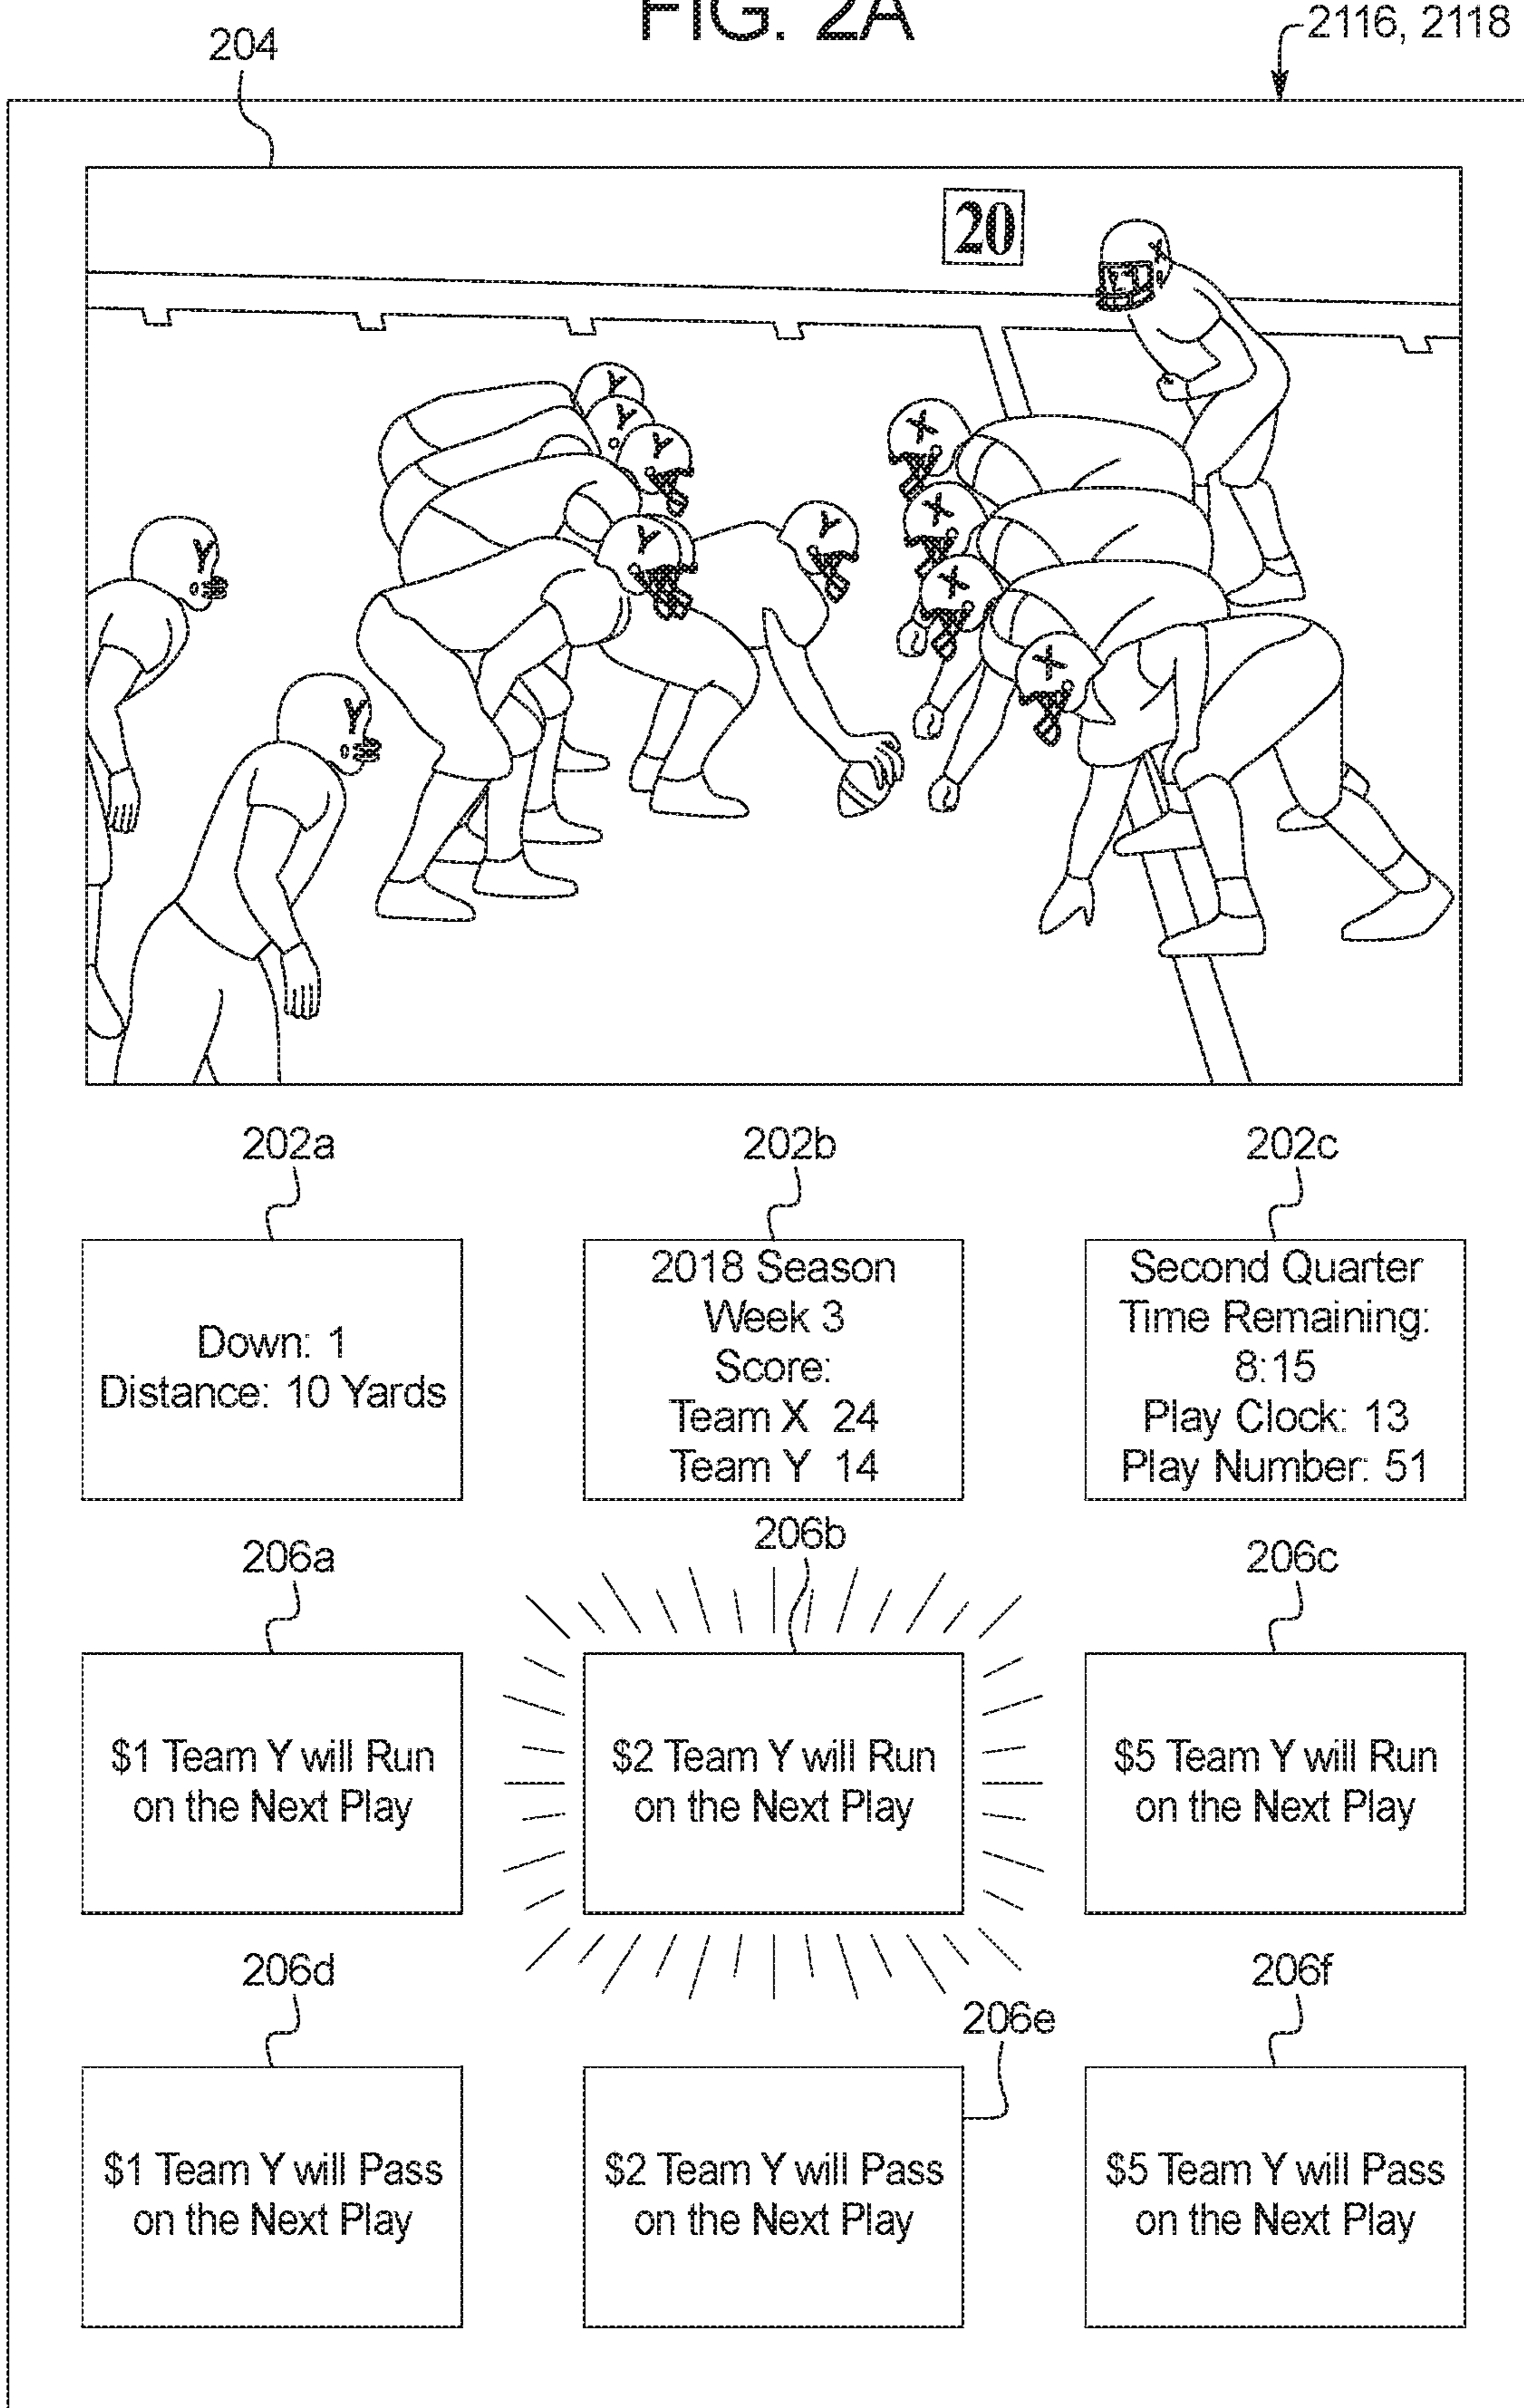 FIG. 2A
2116, 2118
204
20
X
Y
Y
Y
Y
Y
Y
Y
X
X
X
X
202a
202b
202c
Down: 1
Distance: 10 Yards
2018 Season
Week 3
Score:
Team X 24
Team Y 14
Second Quarter
Time Remaining:
8:15
Play Clock: 13
Play Number: 51
206a
206b
206c
$1 Team Y will Run
on the Next Play
$2 Team Y will Run
on the Next Play
$5 Team Y will Run
on the Next Play
206d
206e
206f
$1 Team Y will Pass
on the Next Play
$2 Team Y will Pass
on the Next Play
$5 Team Y will Pass
on the Next Play